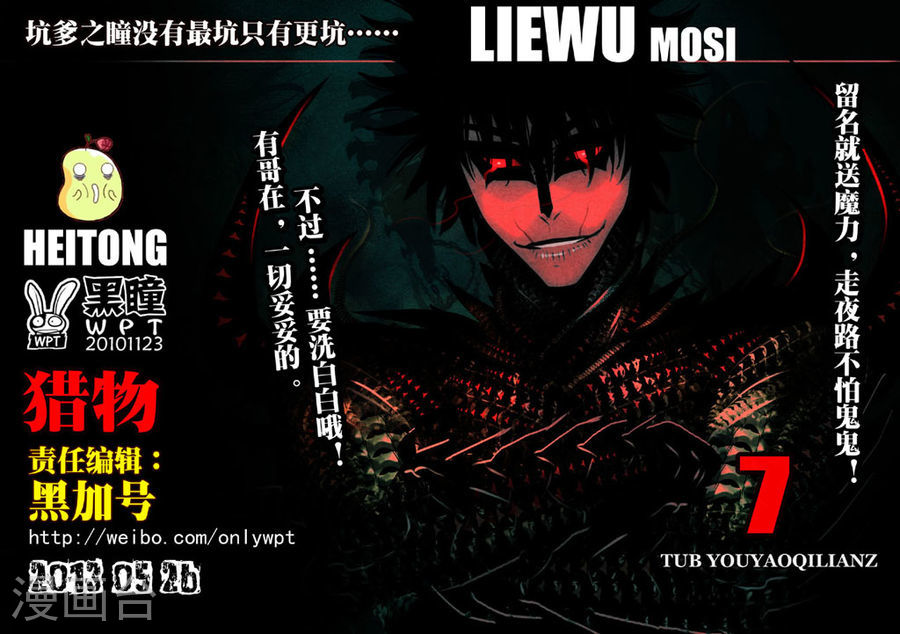 坑爹之瞳没有最坑只有更坑……
LIEWU MOSI
留名就送魔力，走夜路不怕鬼鬼！
有哥在，一切妥妥的。
不过……要洗白白哦！
HEITONG
WPT
黑瞳
WPT
20101123
猎物
责任编辑：
黑加号
http://weibo.com/onlywpt
2013 05 26
漫画台
7
TUB YOUYAOQILIANZ